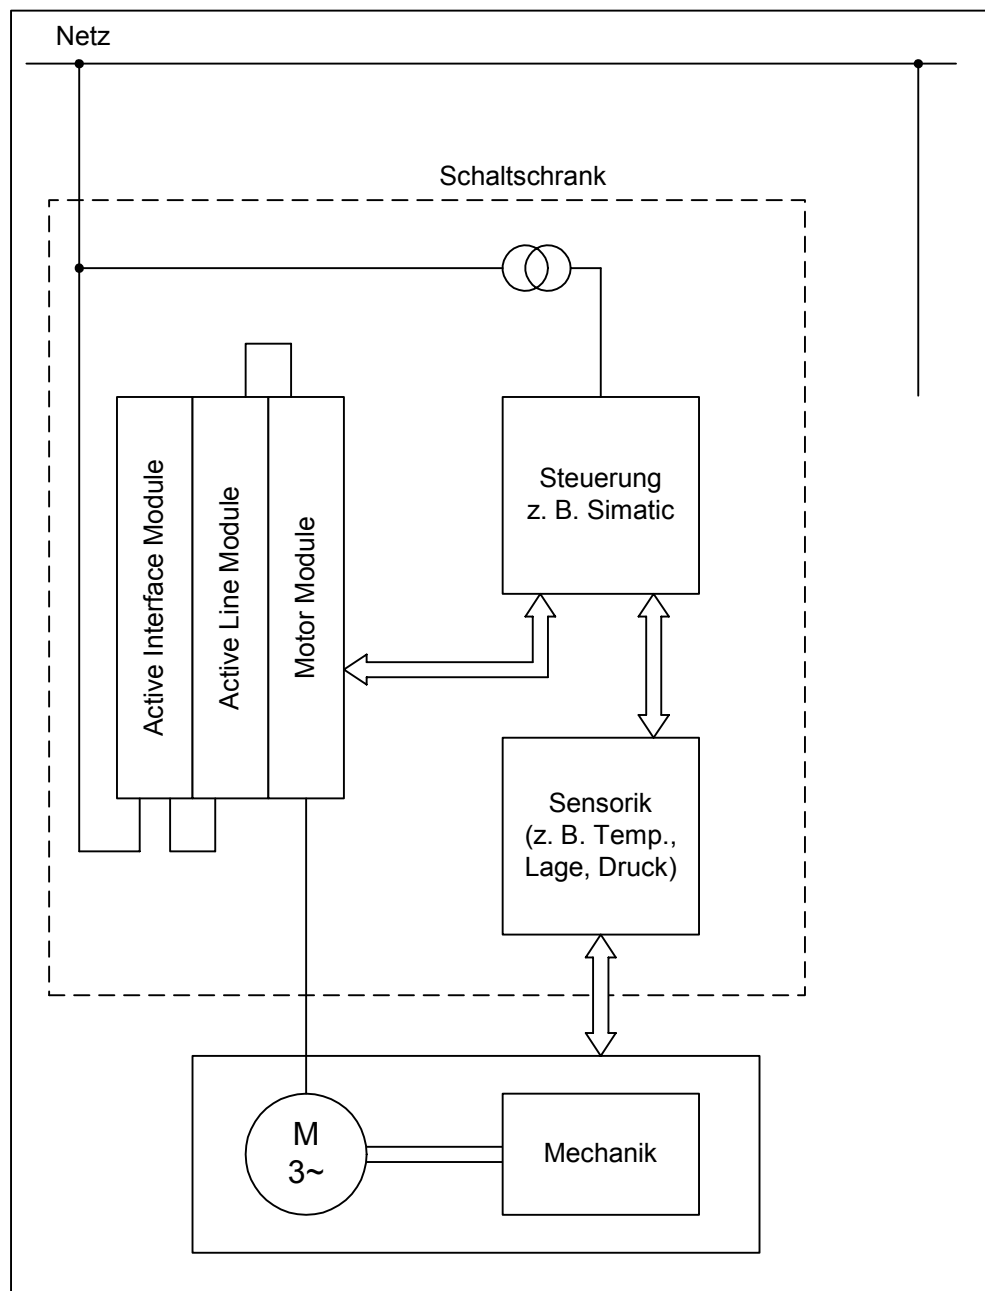 Netz
Schaltschrank
Active Interface Module
Active Line Module
Motor Module
Steuerung
z. B. Simatic
Sensorik
(z. B. Temp.,
Lage, Druck)
M
3~
Mechanik